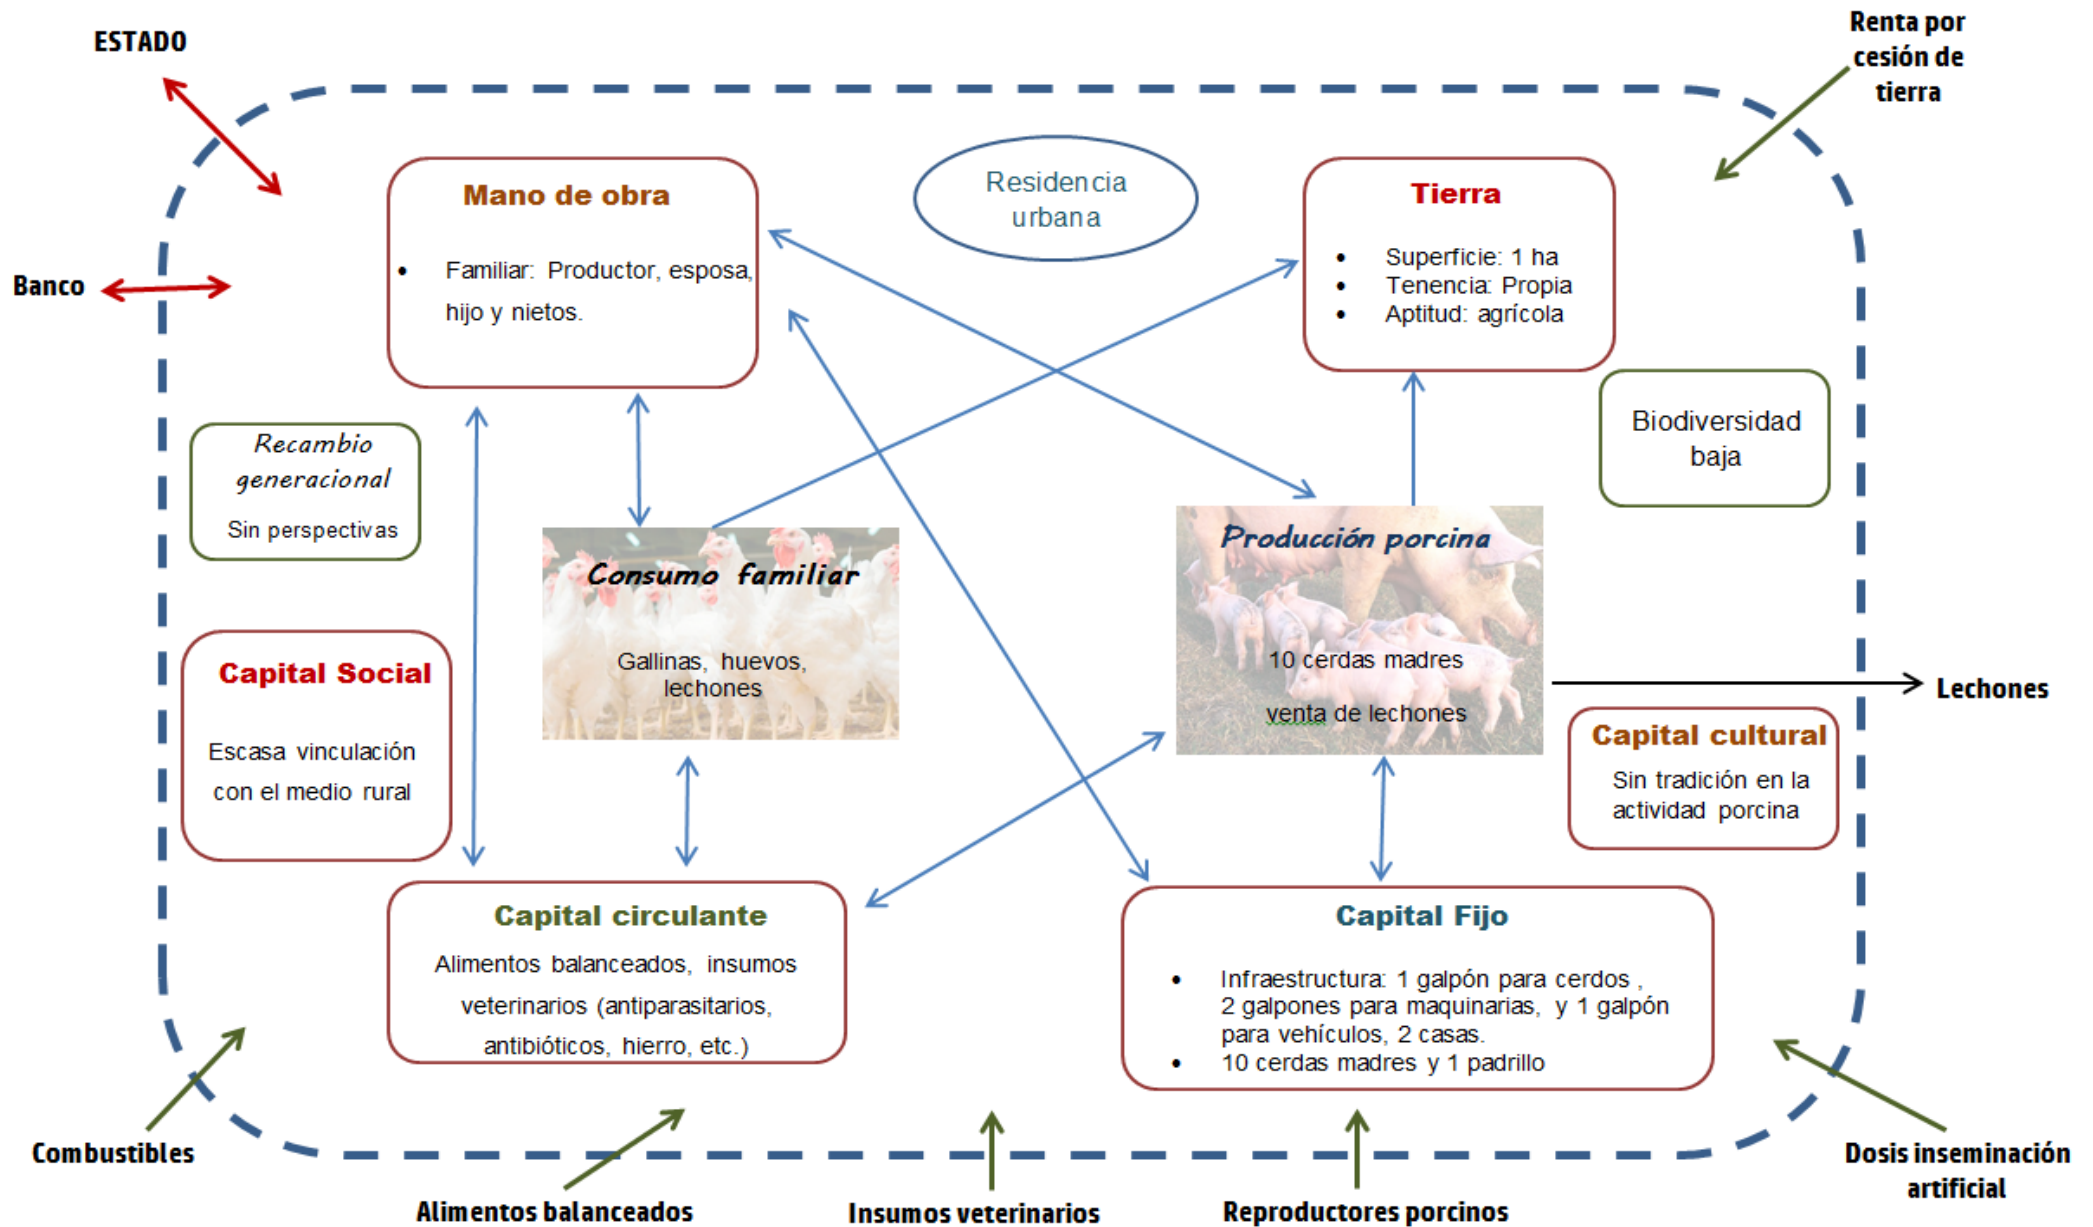 ESTADO
Renta por
cesión de
tierra
Mano de obra
• Familiar: Productor, esposa,
hijo y nietos.
Residencia
urbana
Tierra
• Superficie: 1 ha
• Tenencia: Propia
• Aptitud: agrícola
Banco
Recambio
generacional
Sin perspectivas
Biodiversidad
baja
Consumo familiar
Gallinas, huevos,
lechones
Producción porcina
10 cerdas madres
venta de lechones
Lechones
Capital Social
Escasa vinculación
con el medio rural
Capital cultural
Sin tradición en la
actividad porcina
Capital circulante
Alimentos balanceados, insumos
veterinarios (antiparasitarios,
antibióticos, hierro, etc.)
Capital Fijo
• Infraestructura: 1 galpón para cerdos ,
2 galpones para maquinarias, y 1 galpón
para vehículos, 2 casas.
• 10 cerdas madres y 1 padrillo
Combustibles
Alimentos balanceados
Insumos veterinarios
Reproductores porcinos
Dosis inseminación
artificial